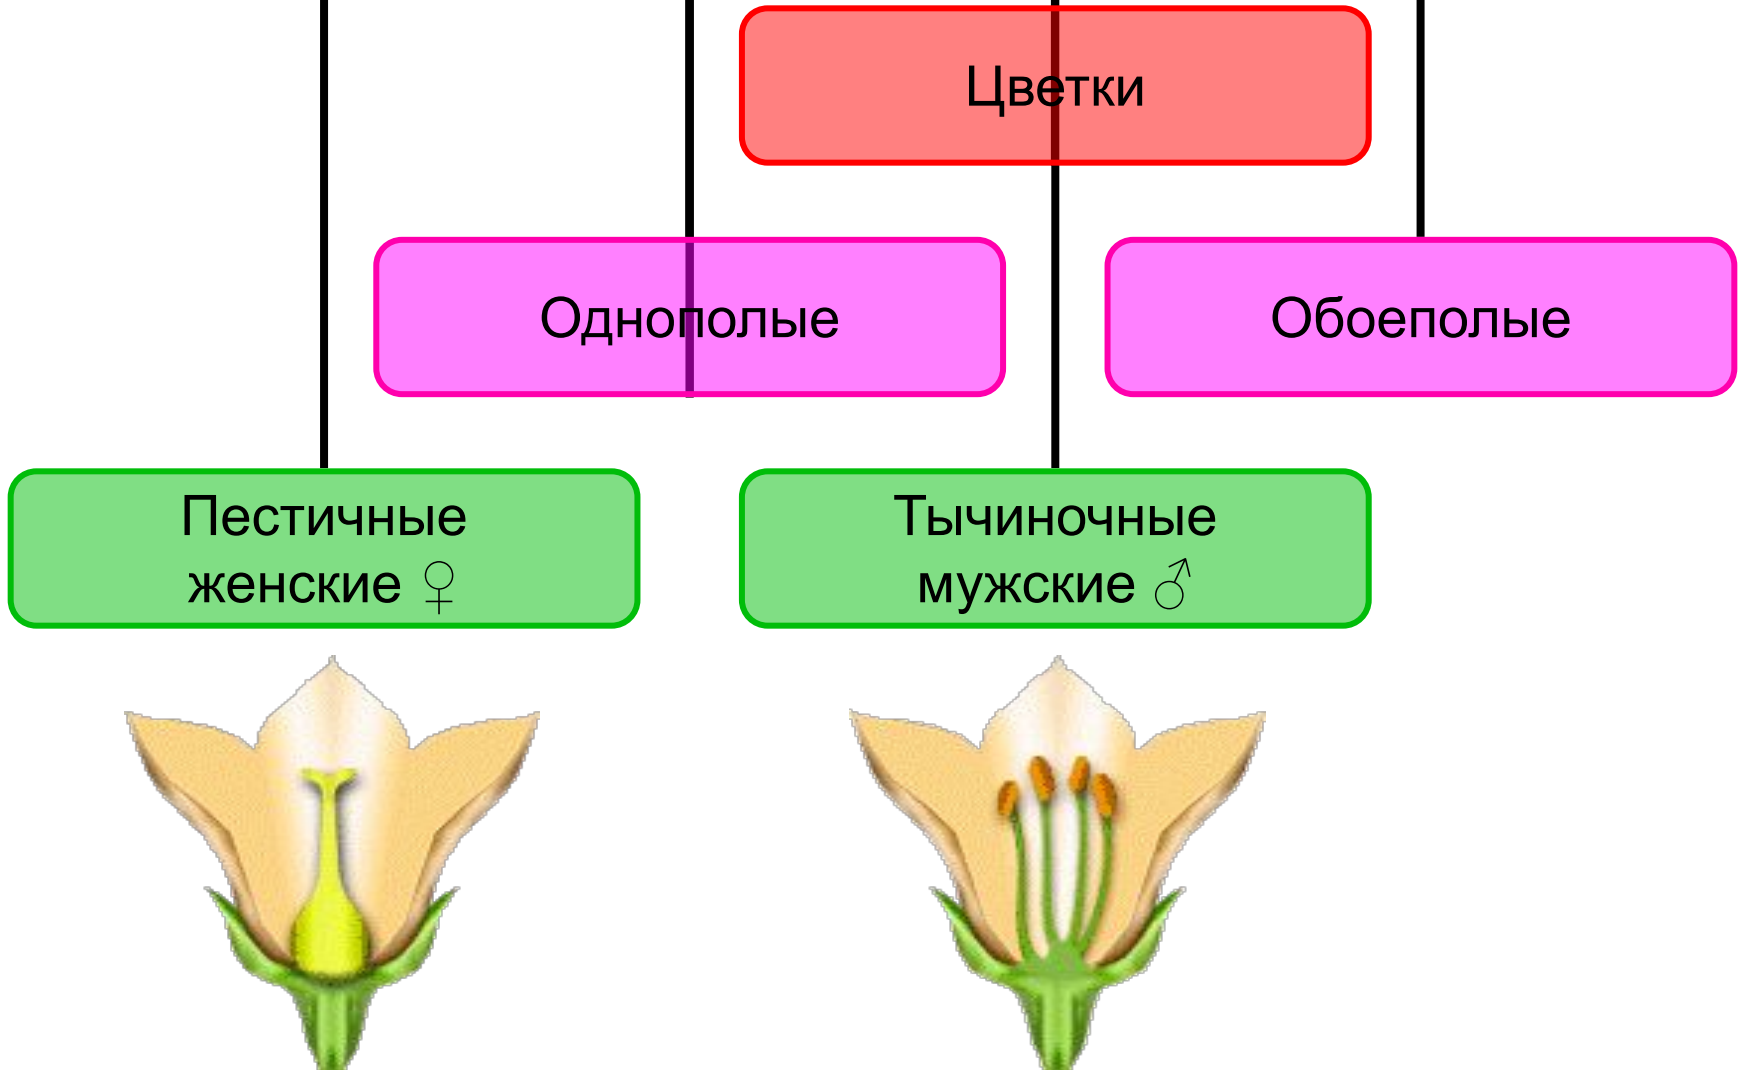 Цветки
Однополые
Обоеполые
Пестичные
женские ♀
Тычиночные
мужские ♂